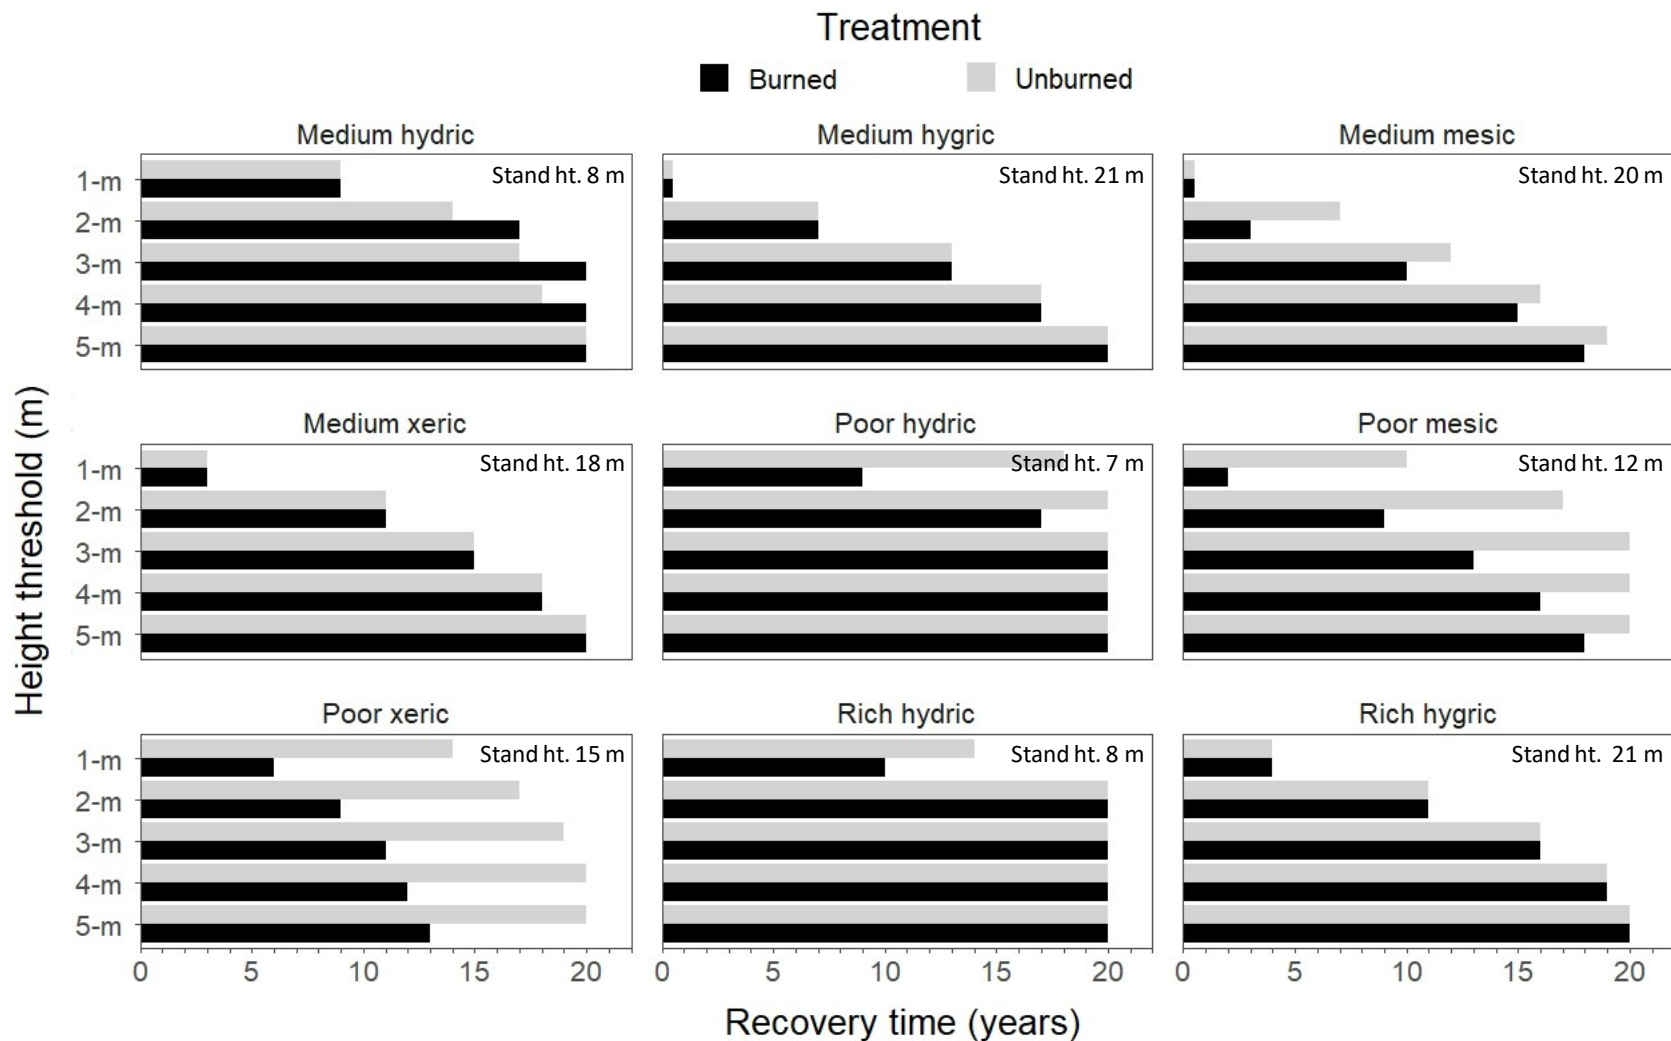 Treatment
Burned Unburned
Medium hydric Medium hygric Medium mesic
Stand ht. 8 m Stand ht. 21 m Stand ht. 20 m
1-m
2-m
3-m
4-m
5-m
Medium xeric Poor hydric Poor mesic
Stand ht. 18 m Stand ht. 7 m Stand ht. 12 m
1-m
2-m
3-m
4-m
5-m
Height threshold (m)
Poor xeric Rich hydric Rich hygric
Stand ht. 15 m Stand ht. 8 m Stand ht. 21 m
1-m
2-m
3-m
4-m
5-m
0 5 10 15 20 0 5 10 15 20 0 5 10 15 20
Recovery time (years)